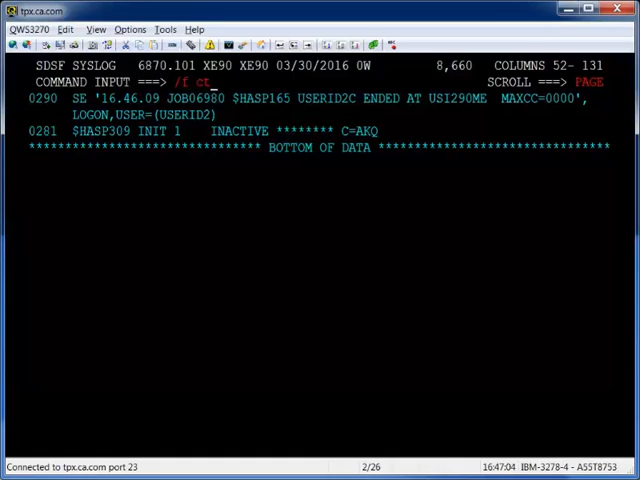 tpx.ca.com
QWS3270 Edit View Options Tools Help
SDSF SYSLOG 6870.101 XE90 XE90 03/30/2016 0W 8,660 COLUMNS 52- 131
COMMAND INPUT ===> /f ct_ SCROLL ===> PAGE
0290 SE '16.46.09 JOB06980 $HASP165 USERID2C ENDED AT USI290ME MAXCC=0000',
LOGON,USER=(USERID2)
0281 $HASP309 INIT 1 INACTIVE ******** C=AKQ
******************************** BOTTOM OF DATA ********************************
Connected to tpx.ca.com port 23 2/26 16:47:04 IBM-3278-4 - A55T8753